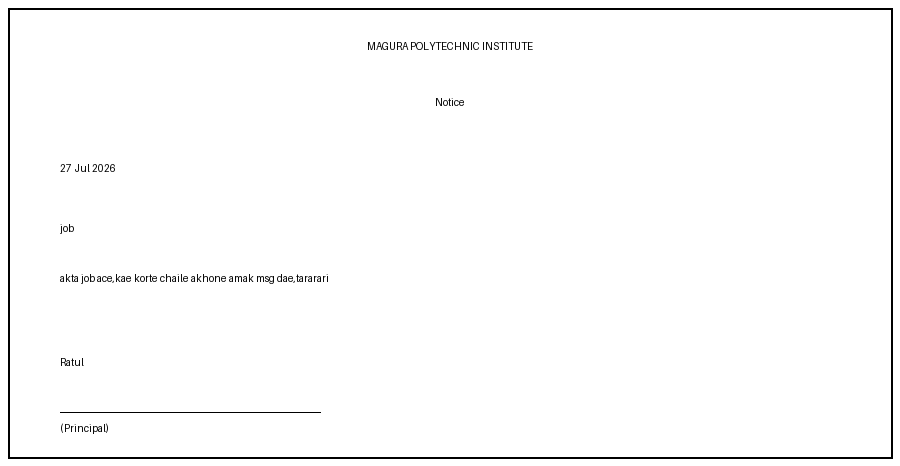 MAGURA POLYTECHNIC INSTITUTE
Notice
27 Jul 2026
job
akta job ace,kae korte chaile akhone amak msg dae,tararari
Ratul
(Principal)